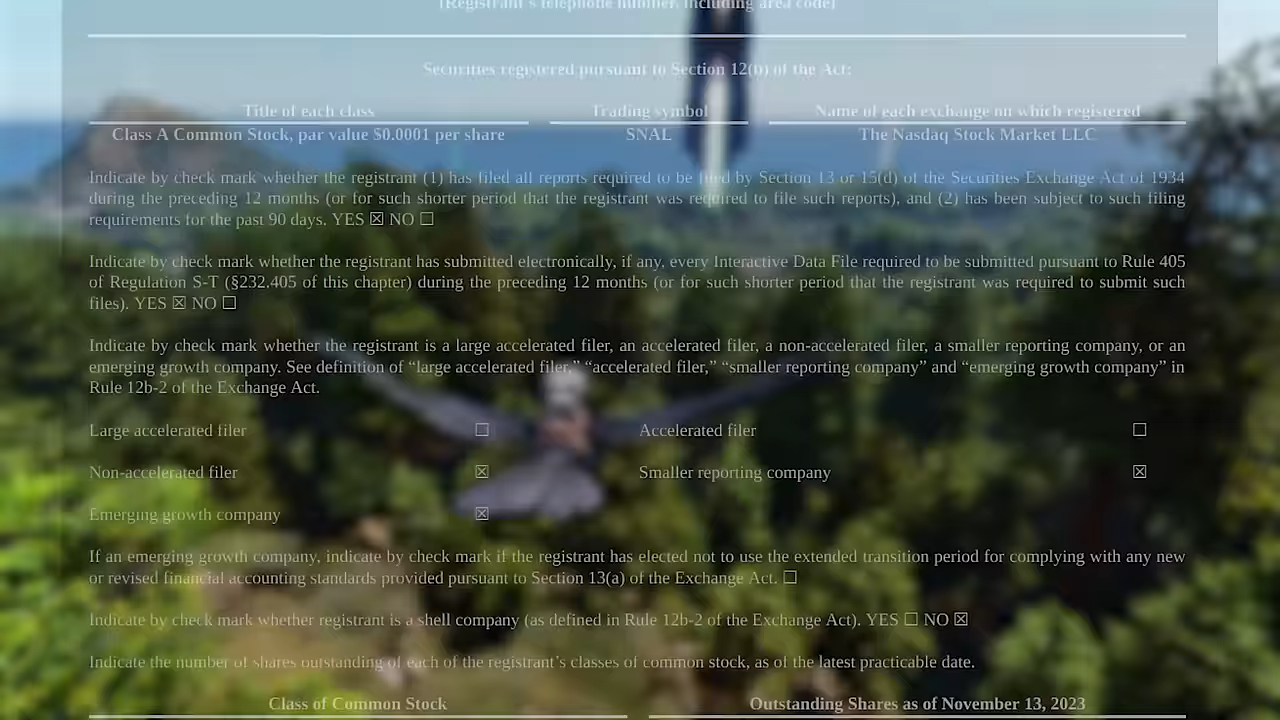 (Registrant's telephone number, including area code)
Securities registered pursuant to Section 12(b) of the Act:
Title of each class Trading symbol Name of each exchange on which registered
Class A Common Stock, par value $0.0001 per share SNAL The Nasdaq Stock Market LLC
Indicate by check mark whether the registrant (1) has filed all reports required to be filed by Section 13 or 15(d) of the Securities Exchange Act of 1934
during the preceding 12 months (or for such shorter period that the registrant was required to file such reports), and (2) has been subject to such filing
requirements for the past 90 days. YES ☒ NO ☐
Indicate by check mark whether the registrant has submitted electronically, if any, every Interactive Data File required to be submitted pursuant to Rule 405
of Regulation S-T (§232.405 of this chapter) during the preceding 12 months (or for such shorter period that the registrant was required to submit such
files). YES ☒ NO ☐
Indicate by check mark whether the registrant is a large accelerated filer, an accelerated filer, a non-accelerated filer, a smaller reporting company, or an
emerging growth company. See definition of “large accelerated filer,” “accelerated filer,” “smaller reporting company” and “emerging growth company” in
Rule 12b-2 of the Exchange Act.
Large accelerated filer ☐ Accelerated filer ☐
Non-accelerated filer ☒ Smaller reporting company ☒
Emerging growth company ☒
If an emerging growth company, indicate by check mark if the registrant has elected not to use the extended transition period for complying with any new
or revised financial accounting standards provided pursuant to Section 13(a) of the Exchange Act. ☐
Indicate by check mark whether registrant is a shell company (as defined in Rule 12b-2 of the Exchange Act). YES ☐ NO ☒
Indicate the number of shares outstanding of each of the registrant’s classes of common stock, as of the latest practicable date.
Class of Common Stock Outstanding Shares as of November 13, 2023